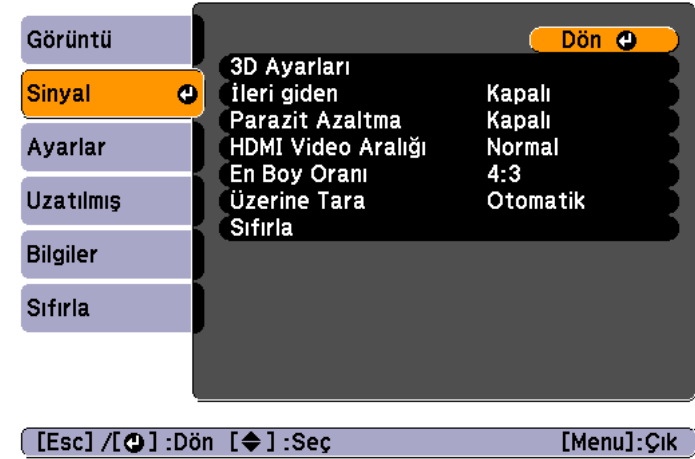 Görüntü
Sinyal
Ayarlar
Uzatılmış
Bilgiler
Sıfırla
Dön
3D Ayarları
İleri giden Kapalı
Parazit Azaltma Kapalı
HDMI Video Aralığı Normal
En Boy Oranı 4:3
Üzerine Tara Otomatik
Sıfırla
[Esc] /[⏎] :Dön [◆] :Seç [Menu]:Çık